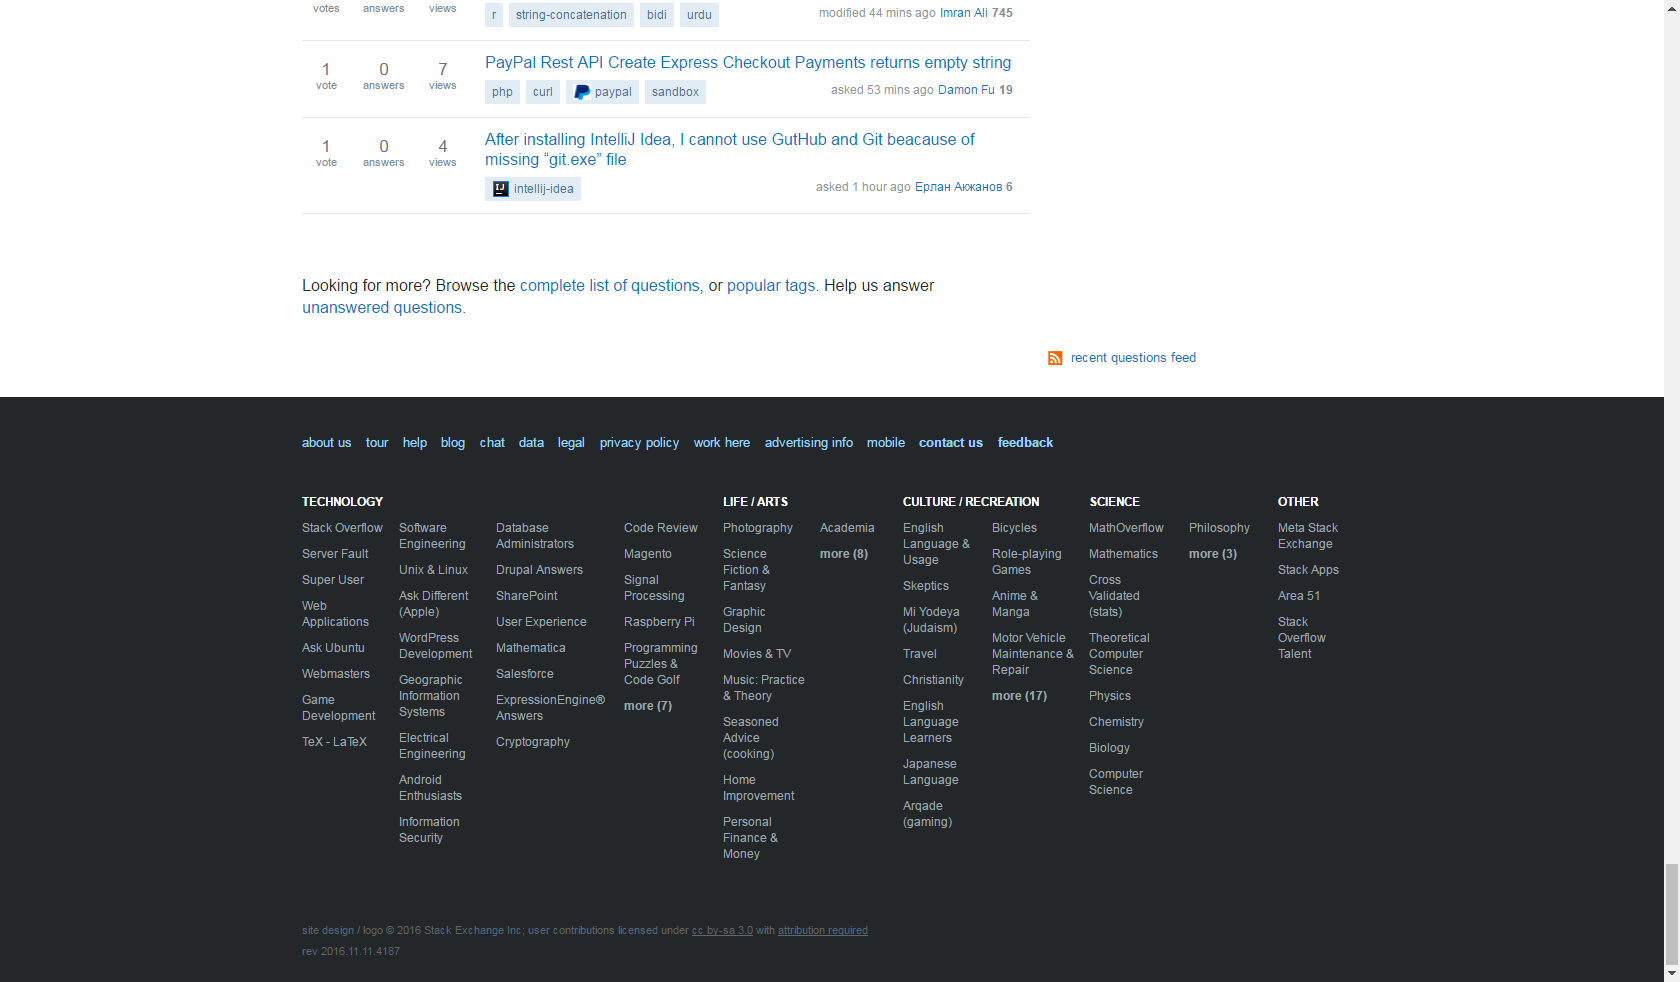 votes answers views
r string-concatenation bidi urdu
modified 44 mins ago Imran Ali 745
1 vote 0 answers 7 views
PayPal Rest API Create Express Checkout Payments returns empty string
php curl paypal sandbox
asked 53 mins ago Damon Fu 19
1 vote 0 answers 4 views
After installing IntelliJ Idea, I cannot use GutHub and Git beacause of
missing “git.exe” file
IJ intellij-idea
asked 1 hour ago Ерлан Акжанов 6
Looking for more? Browse the complete list of questions, or popular tags. Help us answer
unanswered questions.
recent questions feed
about us tour help blog chat data legal privacy policy work here advertising info mobile contact us feedback
TECHNOLOGY
Stack Overflow
Server Fault
Super User
Web
Applications
Ask Ubuntu
Webmasters
Game
Development
TeX - LaTeX
Software
Engineering
Unix & Linux
Ask Different
(Apple)
WordPress
Development
Geographic
Information
Systems
Electrical
Engineering
Android
Enthusiasts
Information
Security
Database
Administrators
Drupal Answers
SharePoint
User Experience
Mathematica
Salesforce
ExpressionEngine®
Answers
Cryptography
Code Review
Magento
Signal
Processing
Raspberry Pi
Programming
Puzzles &
Code Golf
more (7)
LIFE / ARTS
Photography
Science
Fiction &
Fantasy
Graphic
Design
Movies & TV
Music: Practice
& Theory
Seasoned
Advice
(cooking)
Home
Improvement
Personal
Finance &
Money
Academia
more (8)
CULTURE / RECREATION
English
Language &
Usage
Skeptics
Mi Yodeya
(Judaism)
Travel
Christianity
English
Language
Learners
Japanese
Language
Arqade
(gaming)
Bicycles
Role-playing
Games
Anime &
Manga
Motor Vehicle
Maintenance &
Repair
more (17)
SCIENCE
MathOverflow
Mathematics
Cross
Validated
(stats)
Theoretical
Computer
Science
Physics
Chemistry
Biology
Computer
Science
Philosophy
more (3)
OTHER
Meta Stack
Exchange
Stack Apps
Area 51
Stack
Overflow
Talent
site design / logo © 2016 Stack Exchange Inc; user contributions licensed under cc by-sa 3.0 with attribution required
rev 2016.11.11.4187